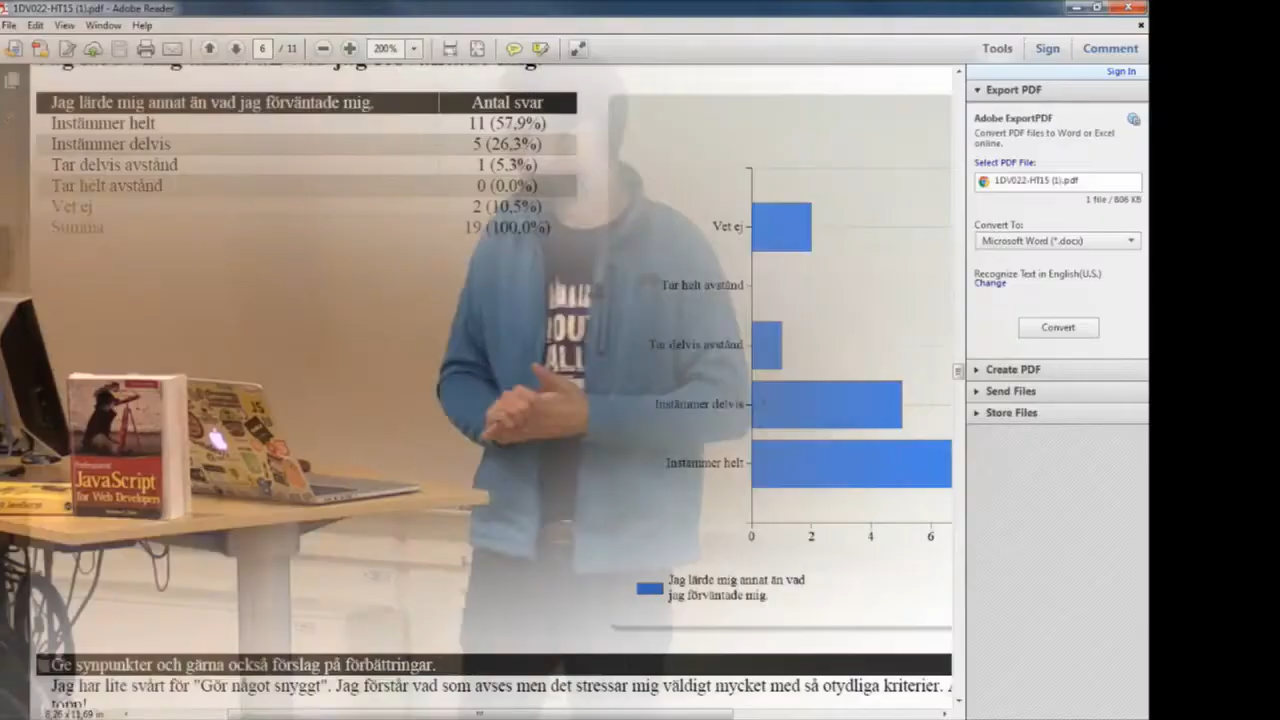 1DV022-HT15 (1).pdf - Adobe Reader
File Edit View Window Help
6 / 11 200% Tools Sign Comment
Sign In
Jag lärde mig annat än vad jag förväntade mig. Antal svar
Instämmer helt 11 (57,9%)
Instämmer delvis 5 (26,3%)
Tar delvis avstånd 1 (5,3%)
Tar helt avstånd 0 (0,0%)
Vet ej 2 (10,5%)
Summa 19 (100,0%)
Vet ej
Tar helt avstånd
Tar delvis avstånd
Instämmer delvis
Instämmer helt
0 2 4 6
Jag lärde mig annat än vad
jag förväntade mig.
Professional
JavaScript
for Web Developers
JS
Ge synpunkter och gärna också förslag på förbättringar.
Jag har lite svårt för "Gör något snyggt". Jag förstår vad som avses men det stressar mig väldigt mycket med så otydliga kriterier.
topp!
8,26 x 11,69 in
Export PDF
Adobe ExportPDF
Convert PDF files to Word or Excel
online.
Select PDF File:
1DV022-HT15 (1).pdf
1 file / 806 KB
Convert To:
Microsoft Word (*.docx)
Recognize Text in English(U.S.)
Change
Convert
Create PDF
Send Files
Store Files